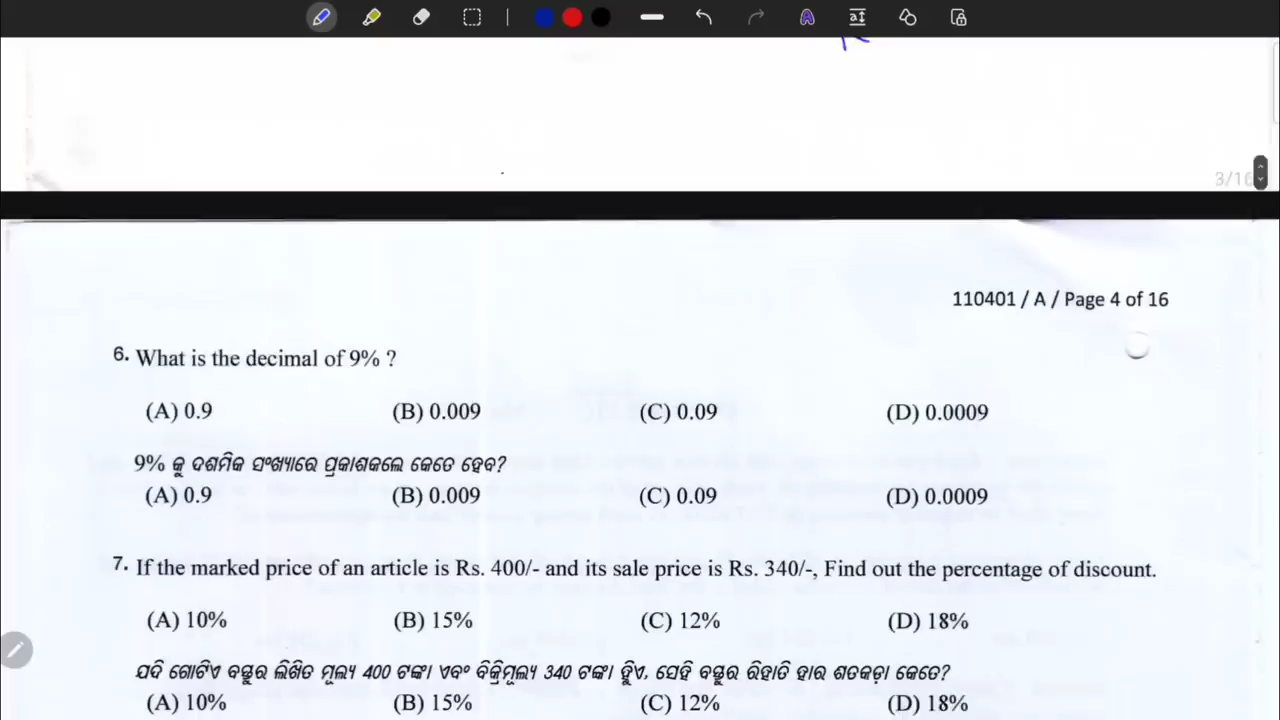 3/16
110401 / A / Page 4 of 16
6. What is the decimal of 9% ?
(A) 0.9 (B) 0.009 (C) 0.09 (D) 0.0009
9% କୁ ଦଶମିକ ସଂଖ୍ୟାରେ ପ୍ରକାଶକଲେ କେତେ ହେବ?
(A) 0.9 (B) 0.009 (C) 0.09 (D) 0.0009
7. If the marked price of an article is Rs. 400/- and its sale price is Rs. 340/-, Find out the percentage of discount.
(A) 10% (B) 15% (C) 12% (D) 18%
ଯଦି ଗୋଟିଏ ବସ୍ତୁର ଲିଖିତ ମୂଲ୍ୟ 400 ଟଙ୍କା ଏବଂ ବିକ୍ରିମୂଲ୍ୟ 340 ଟଙ୍କା ହୁଏ, ସେହି ବସ୍ତୁର ରିହାତି ହାର ଶତକଡ଼ା କେତେ?
(A) 10% (B) 15% (C) 12% (D) 18%